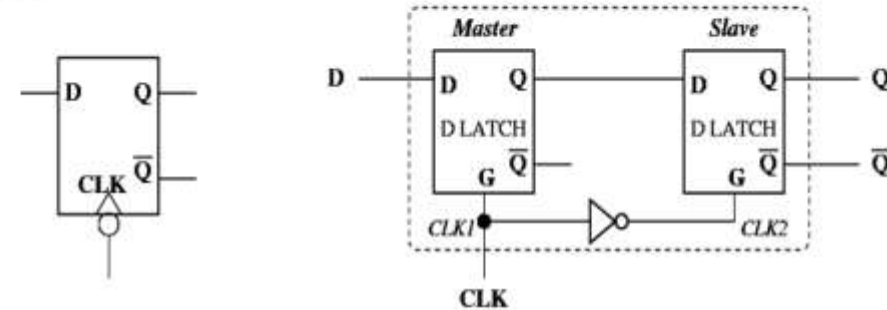 D Q
Q̅
CLK
Master Slave
D D Q D Q Q
D LATCH D LATCH
Q̅ Q̅ Q̅
G G
CLK1 CLK2
CLK